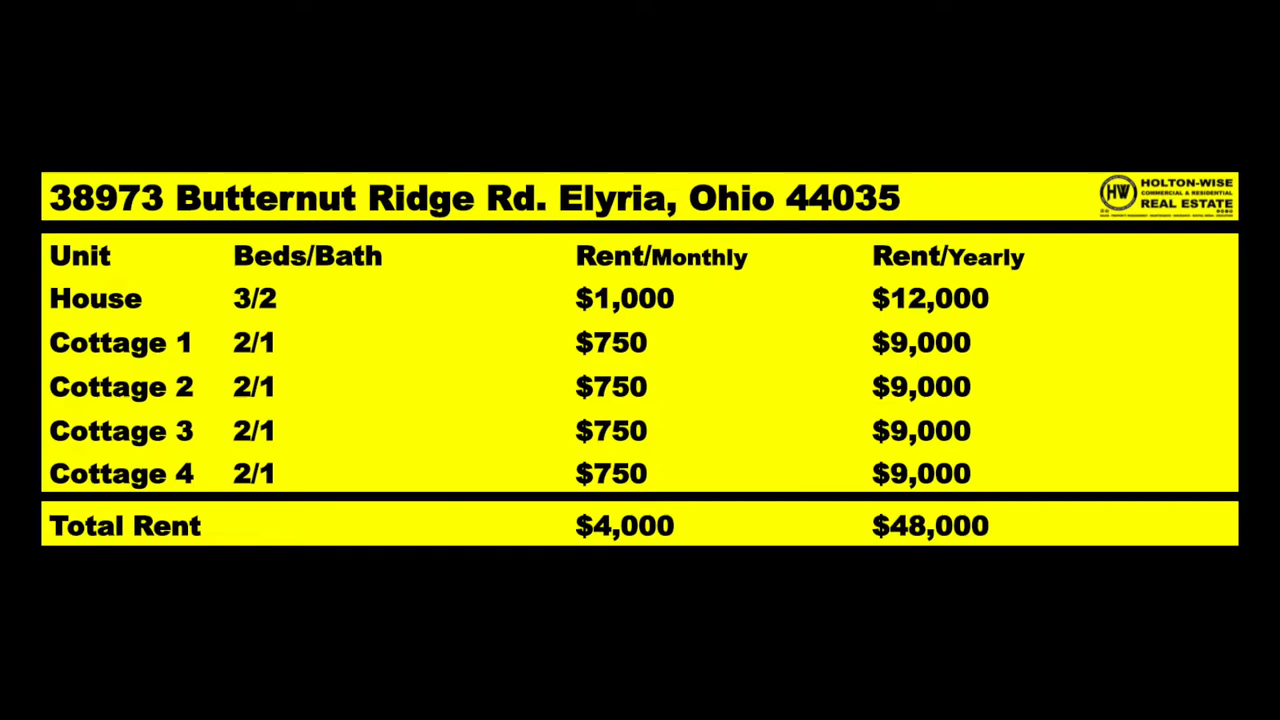 38973 Butternut Ridge Rd. Elyria, Ohio 44035
HW
HOLTON-WISE
COMMERCIAL & RESIDENTIAL
REAL ESTATE
Unit Beds/Bath Rent/Monthly Rent/Yearly
House 3/2 $1,000 $12,000
Cottage 1 2/1 $750 $9,000
Cottage 2 2/1 $750 $9,000
Cottage 3 2/1 $750 $9,000
Cottage 4 2/1 $750 $9,000
Total Rent $4,000 $48,000